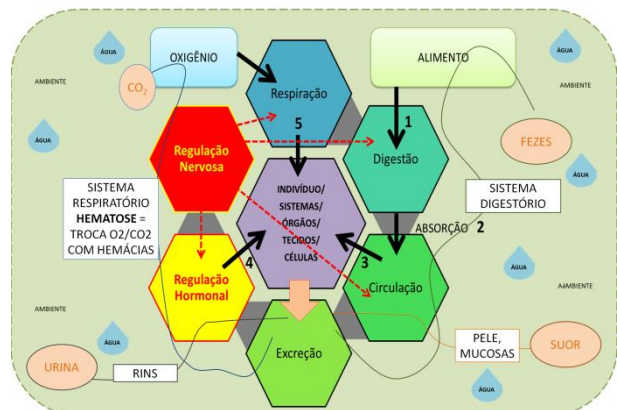 ÁGUA
OXIGÊNIO
ALIMENTO
ÁGUA
AMBIENTE
CO2
Respiração
AMBIENTE
ÁGUA
5
1
ÁGUA
Regulação
Nervosa
Digestão
FEZES
SISTEMA
RESPIRATÓRIO
HEMATOSE =
TROCA O2/CO2
COM HEMÁCIAS
INDIVÍDUO/
SISTEMAS/
ÓRGÃOS/
TECIDOS/
CÉLULAS
SISTEMA
DIGESTÓRIO
ABSORÇÃO 2
4
3
ÁGUA
Regulação
Hormonal
Circulação
AMBIENTE
AéMBIENTE
ÁGUA
Excreção
PELE,
MUCOSAS
SUOR
URINA
RINS
ÁGUA